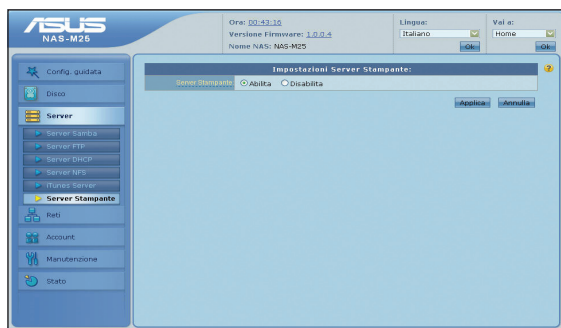 ASUS
NAS-M25
Ora: 00:43:16
Versione Firmware: 1.0.0.4
Nome NAS: NAS-M25
Lingua:
Italiano
Ok
Vai a:
Home
Ok
Config. guidata
Disco
Server
Server Samba
Server FTP
Server DHCP
Server NFS
iTunes Server
Server Stampante
Reti
Account
Manutenzione
Stato
Impostazioni Server Stampante:
Server Stampante: Abilita Disabilita
Applica Annulla
?